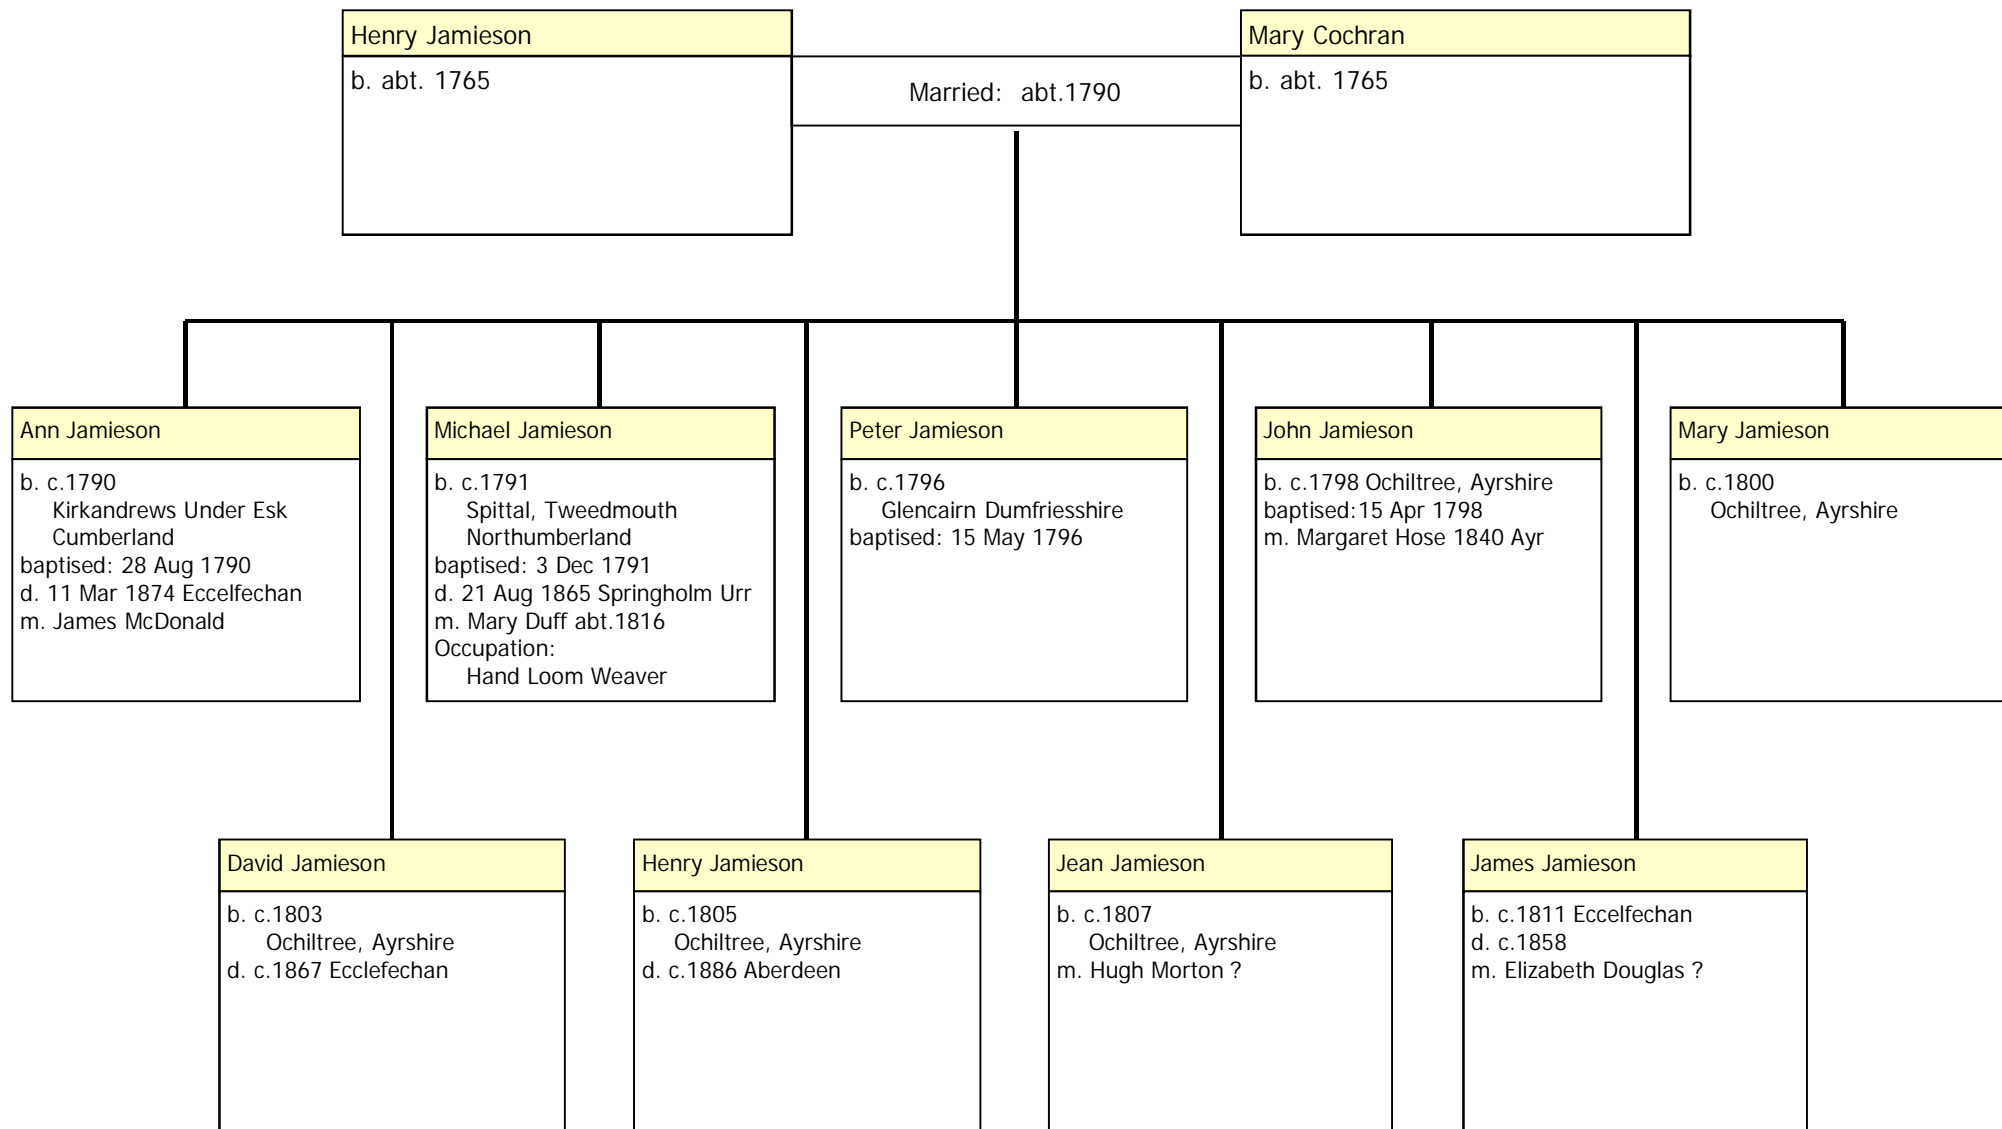 Henry Jamieson
b. abt. 1765
Married: abt.1790
Mary Cochran
b. abt. 1765
Ann Jamieson
b. c.1790
Kirkandrews Under Esk
Cumberland
baptised: 28 Aug 1790
d. 11 Mar 1874 Eccelfechan
m. James McDonald
Michael Jamieson
b. c.1791
Spittal, Tweedmouth
Northumberland
baptised: 3 Dec 1791
d. 21 Aug 1865 Springholm Urr
m. Mary Duff abt.1816
Occupation:
Hand Loom Weaver
Peter Jamieson
b. c.1796
Glencairn Dumfriesshire
baptised: 15 May 1796
John Jamieson
b. c.1798 Ochiltree, Ayrshire
baptised:15 Apr 1798
m. Margaret Hose 1840 Ayr
Mary Jamieson
b. c.1800
Ochiltree, Ayrshire
David Jamieson
b. c.1803
Ochiltree, Ayrshire
d. c.1867 Ecclefechan
Henry Jamieson
b. c.1805
Ochiltree, Ayrshire
d. c.1886 Aberdeen
Jean Jamieson
b. c.1807
Ochiltree, Ayrshire
m. Hugh Morton ?
James Jamieson
b. c.1811 Eccelfechan
d. c.1858
m. Elizabeth Douglas ?